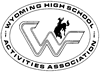 WYOMING HIGH SCHOOL
ACTIVITIES ASSOCIATION